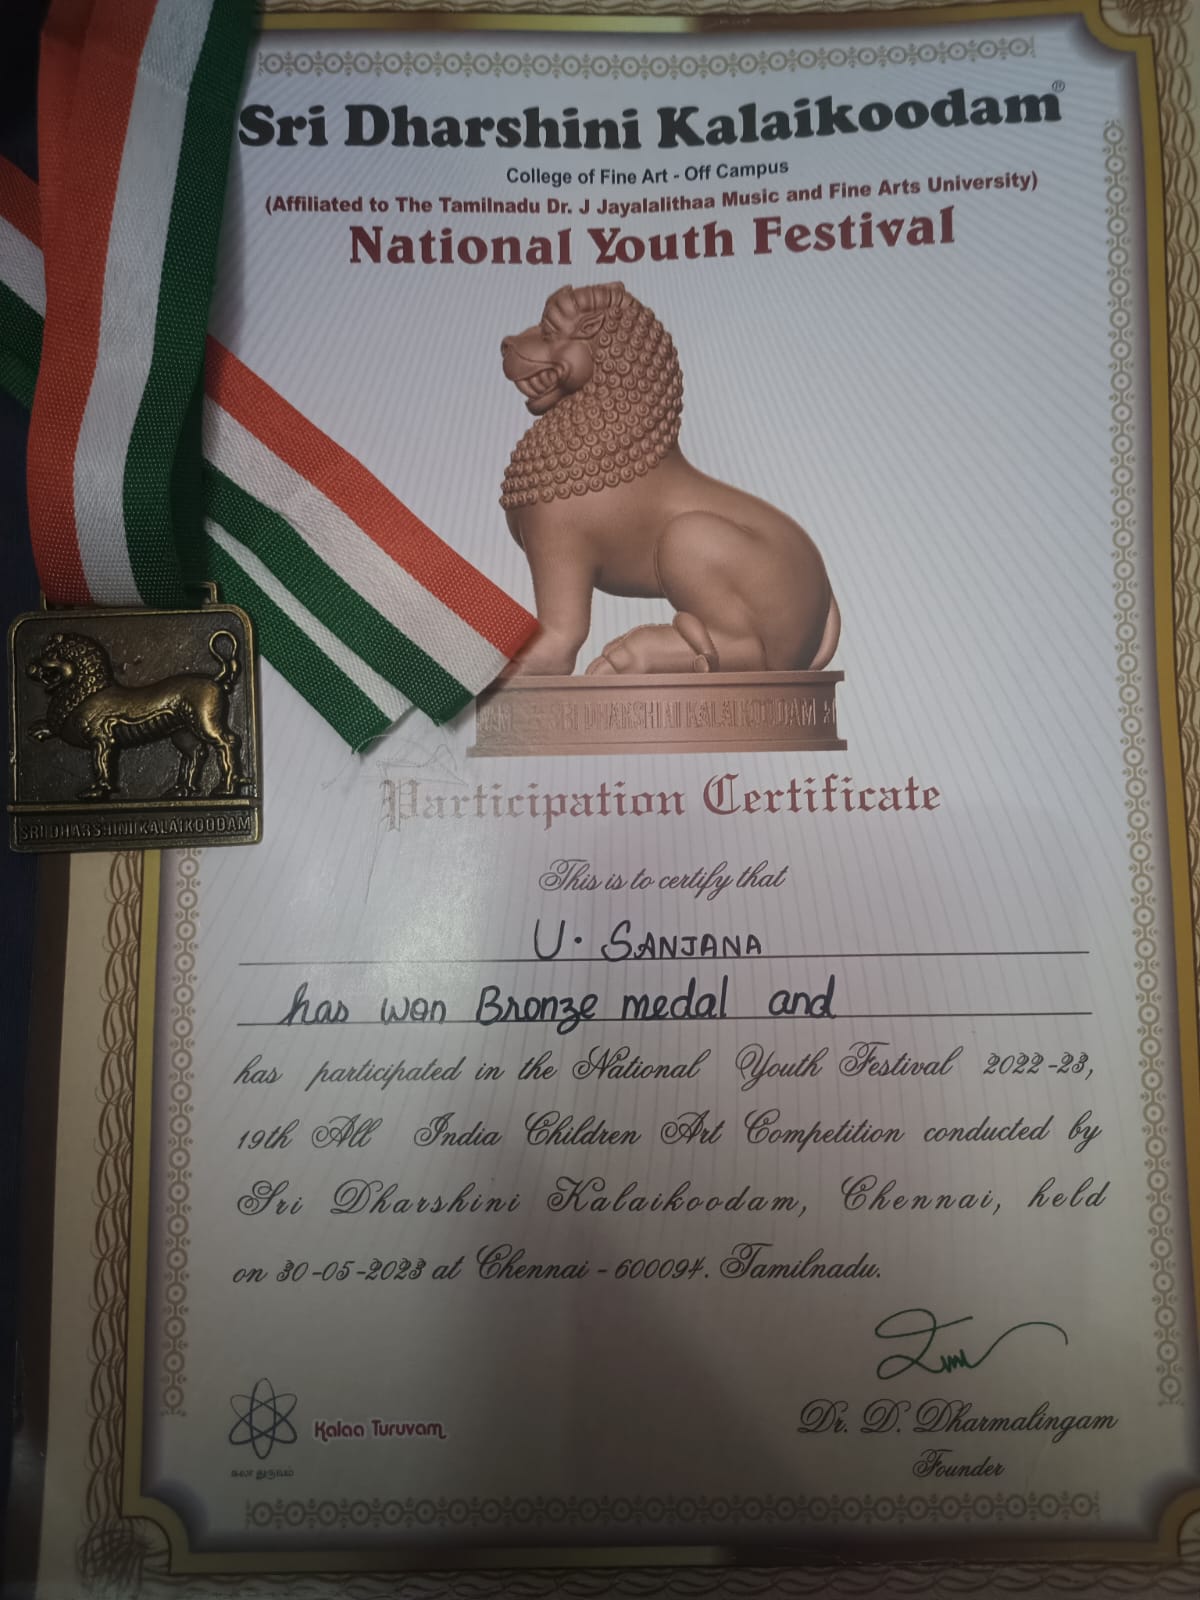 Sri Dharshini Kalaikoodam®
College of Fine Art - Off Campus
(Affiliated to The Tamilnadu Dr. J Jayalalithaa Music and Fine Arts University)
National Youth Festival
SRI DHARSHINI KALAIKOODAM
SRI DHARSHINI KALAIKOODAM
Participation Certificate
This is to certify that
U. SANJANA
has won Bronze medal and
has participated in the National Youth Festival 2022-23,
19th All India Children Art Competition conducted by
Sri Dharshini Kalaikoodam, Chennai, held
on 30-05-2023 at Chennai - 600094. Tamilnadu.
Kalaa Turuvam
கலா துருவம்
Dr. D. Dharmalingam
Founder